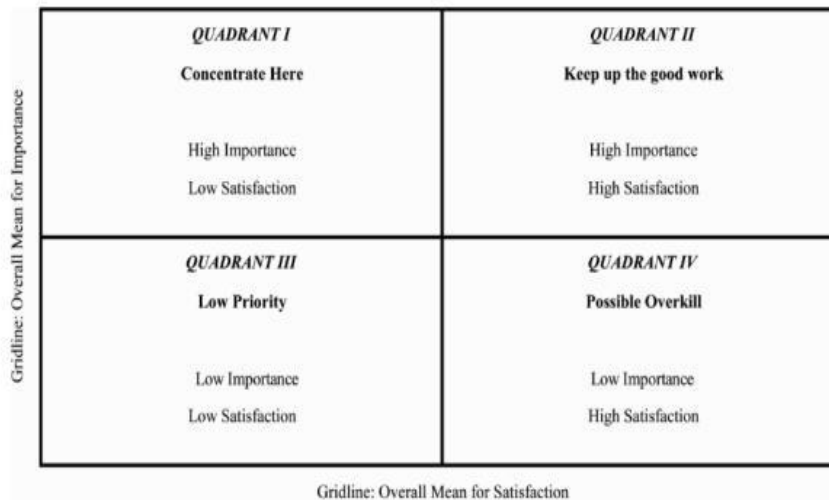 Gridline: Overall Mean for Importance
QUADRANT I
Concentrate Here
High Importance
Low Satisfaction
QUADRANT II
Keep up the good work
High Importance
High Satisfaction
QUADRANT III
Low Priority
Low Importance
Low Satisfaction
QUADRANT IV
Possible Overkill
Low Importance
High Satisfaction
Gridline: Overall Mean for Satisfaction